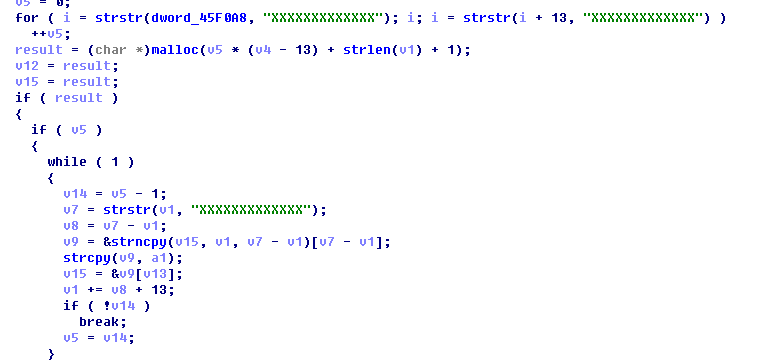 v5 = 0;
for ( i = strstr(dword_45F0A8, "XXXXXXXXXXXXX"); i; i = strstr(i + 13, "XXXXXXXXXXXXX") )
++v5;
result = (char *)malloc(v5 * (v4 - 13) + strlen(v1) + 1);
v12 = result;
v15 = result;
if ( result )
{
if ( v5 )
{
while ( 1 )
{
v14 = v5 - 1;
v7 = strstr(v1, "XXXXXXXXXXXXX");
v8 = v7 - v1;
v9 = &strncpy(v15, v1, v7 - v1)[v7 - v1];
strcpy(v9, a1);
v15 = &v9[v13];
v1 += v8 + 13;
if ( !v14 )
break;
v5 = v14;
}